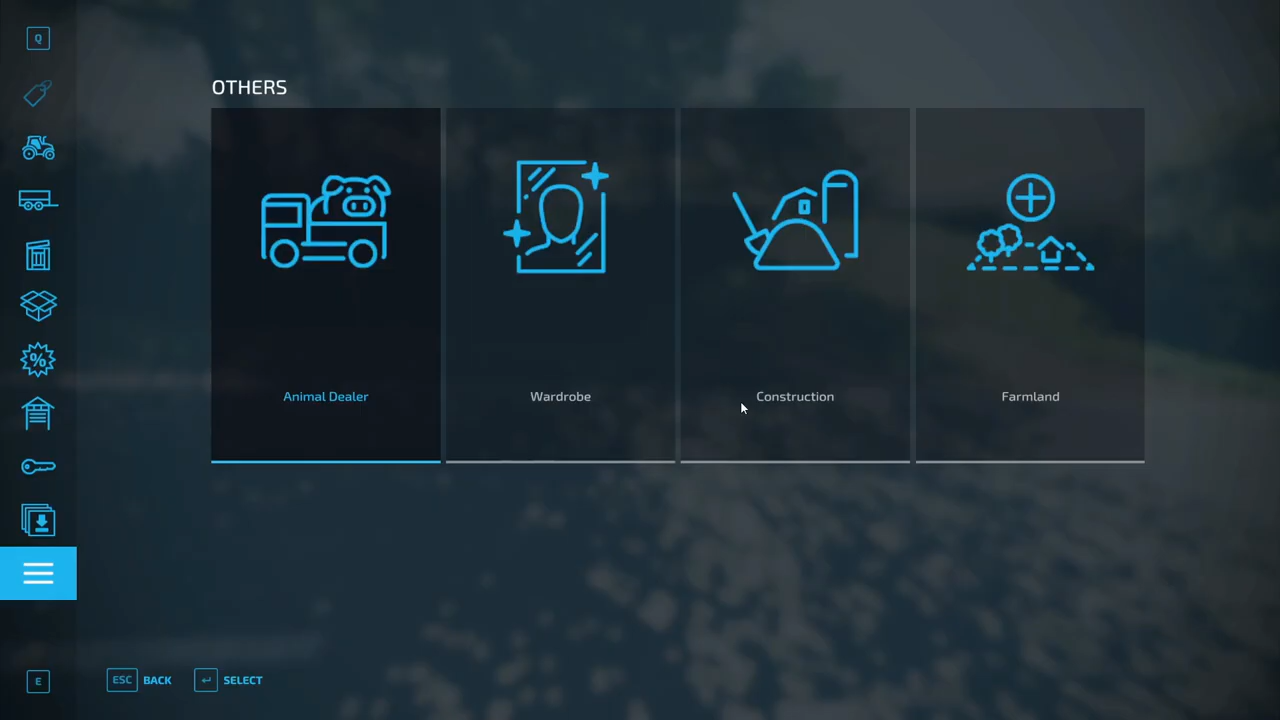 Q
OTHERS
%
Animal Dealer
Wardrobe
Construction
Farmland
E
ESC BACK
SELECT